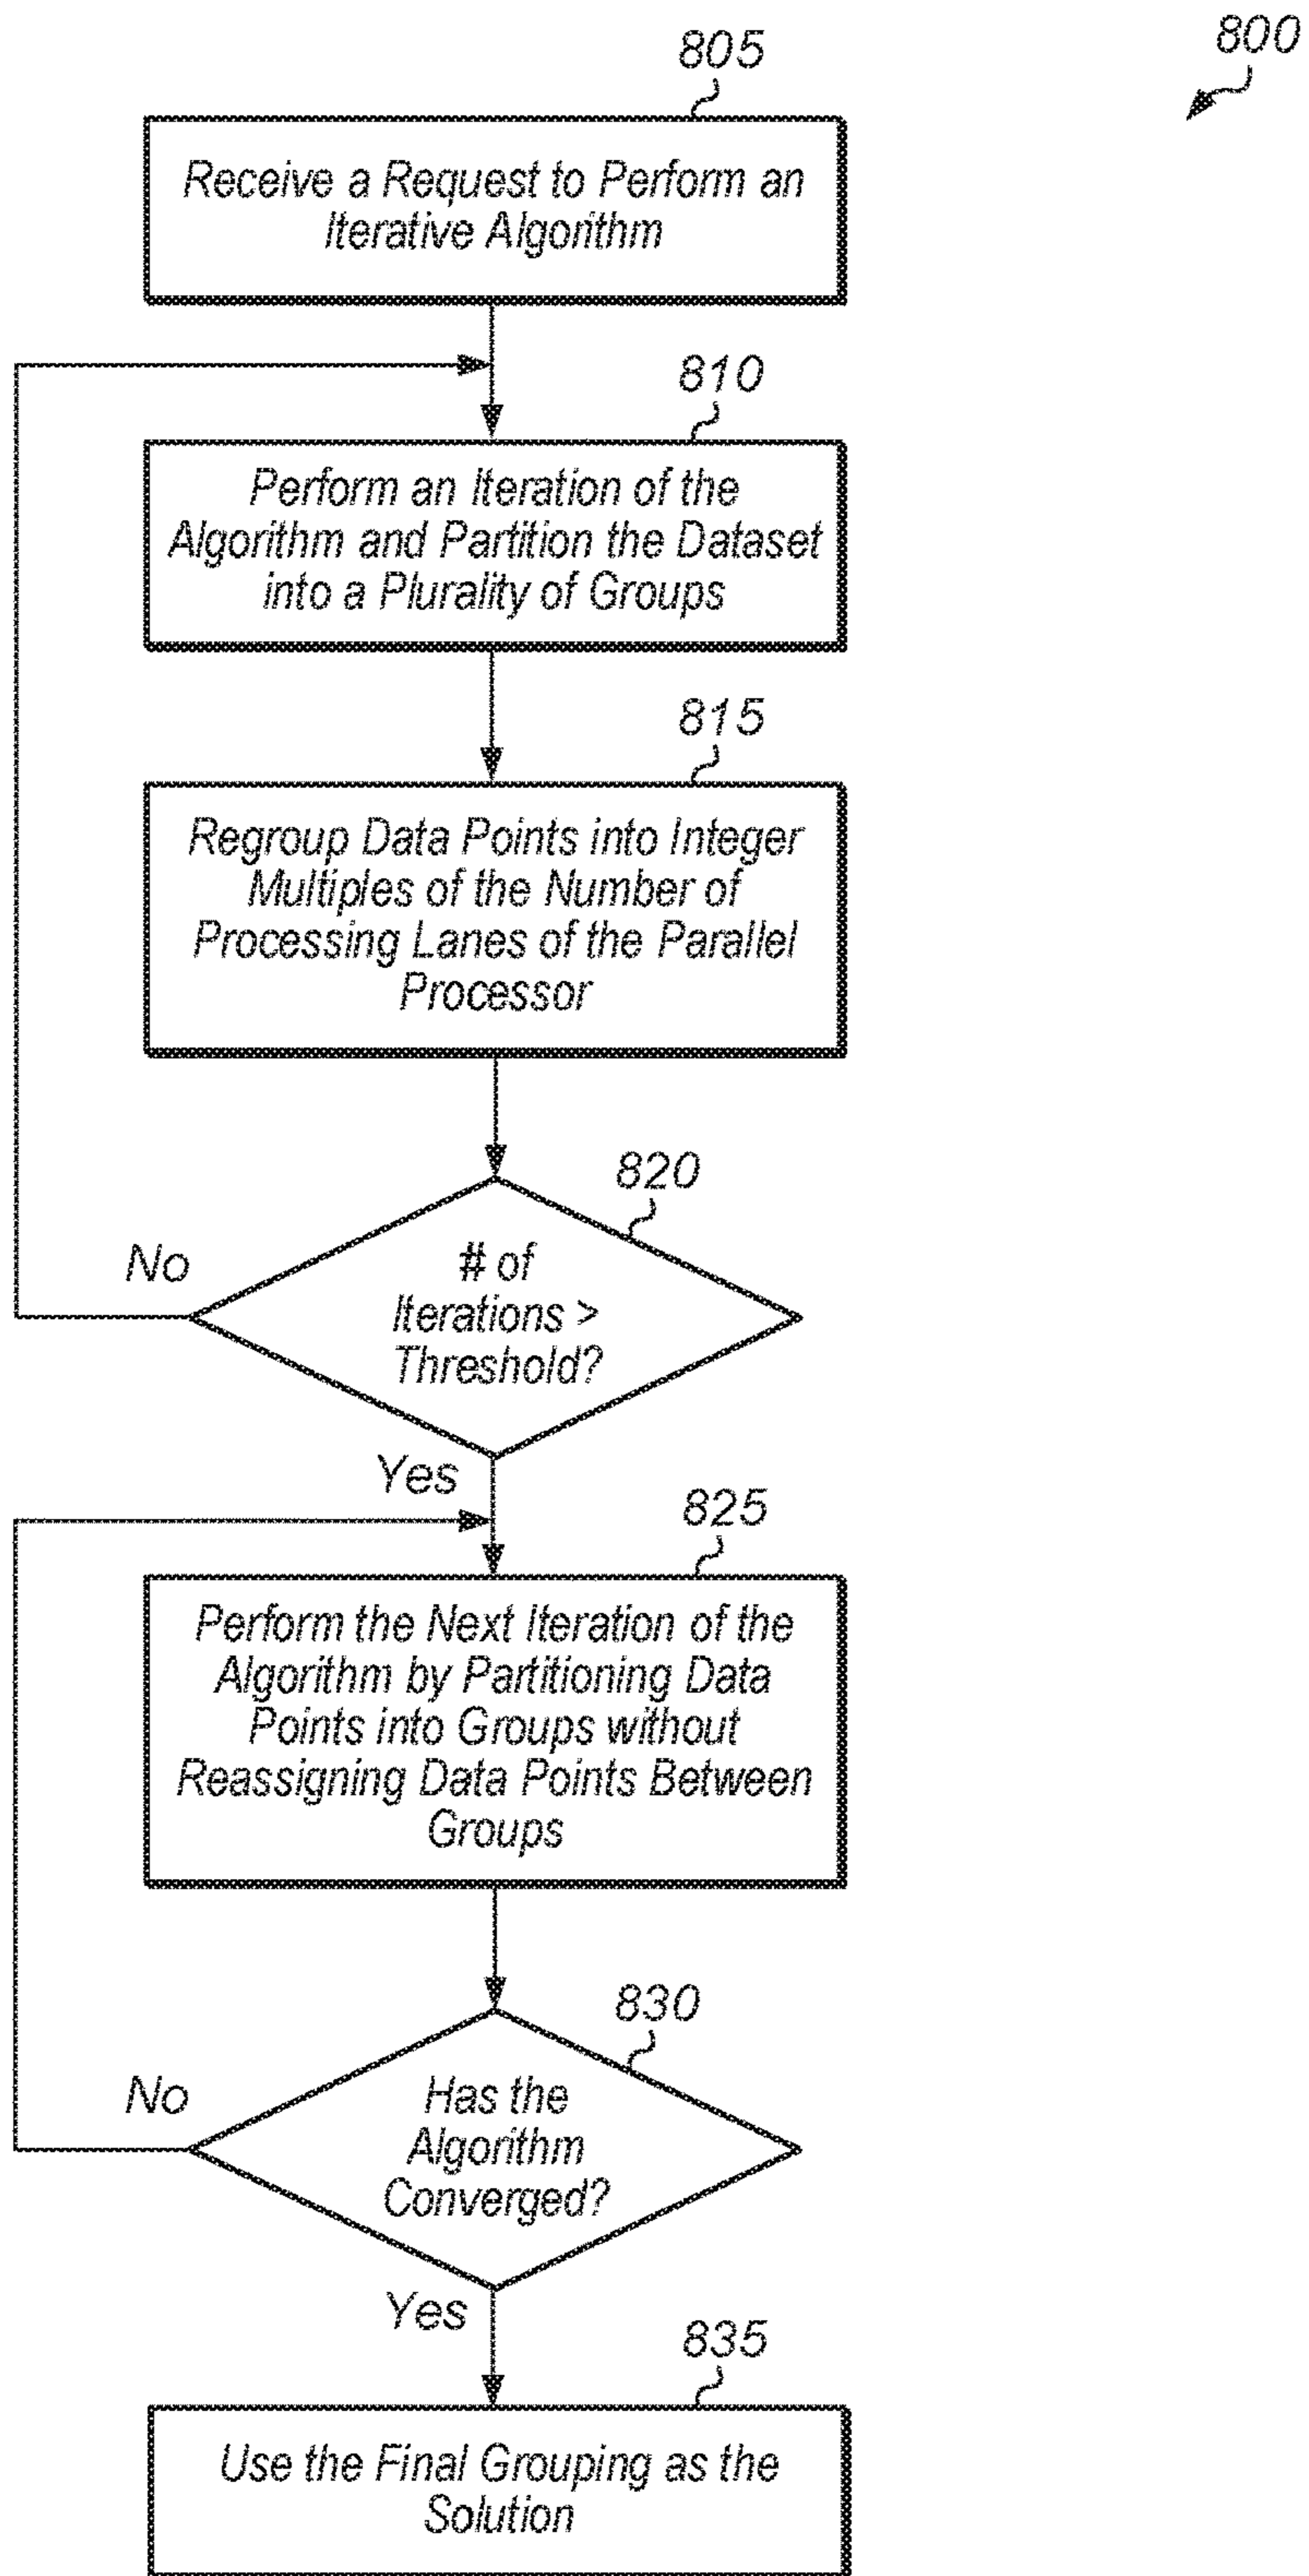 800
805
Receive a Request to Perform an
Iterative Algorithm
810
Perform an Iteration of the
Algorithm and Partition the Dataset
into a Plurality of Groups
815
Regroup Data Points into Integer
Multiples of the Number of
Processing Lanes of the Parallel
Processor
820
# of
Iterations >
Threshold?
No
Yes
825
Perform the Next Iteration of the
Algorithm by Partitioning Data
Points into Groups without
Reassigning Data Points Between
Groups
830
Has the
Algorithm
Converged?
No
Yes
835
Use the Final Grouping as the
Solution